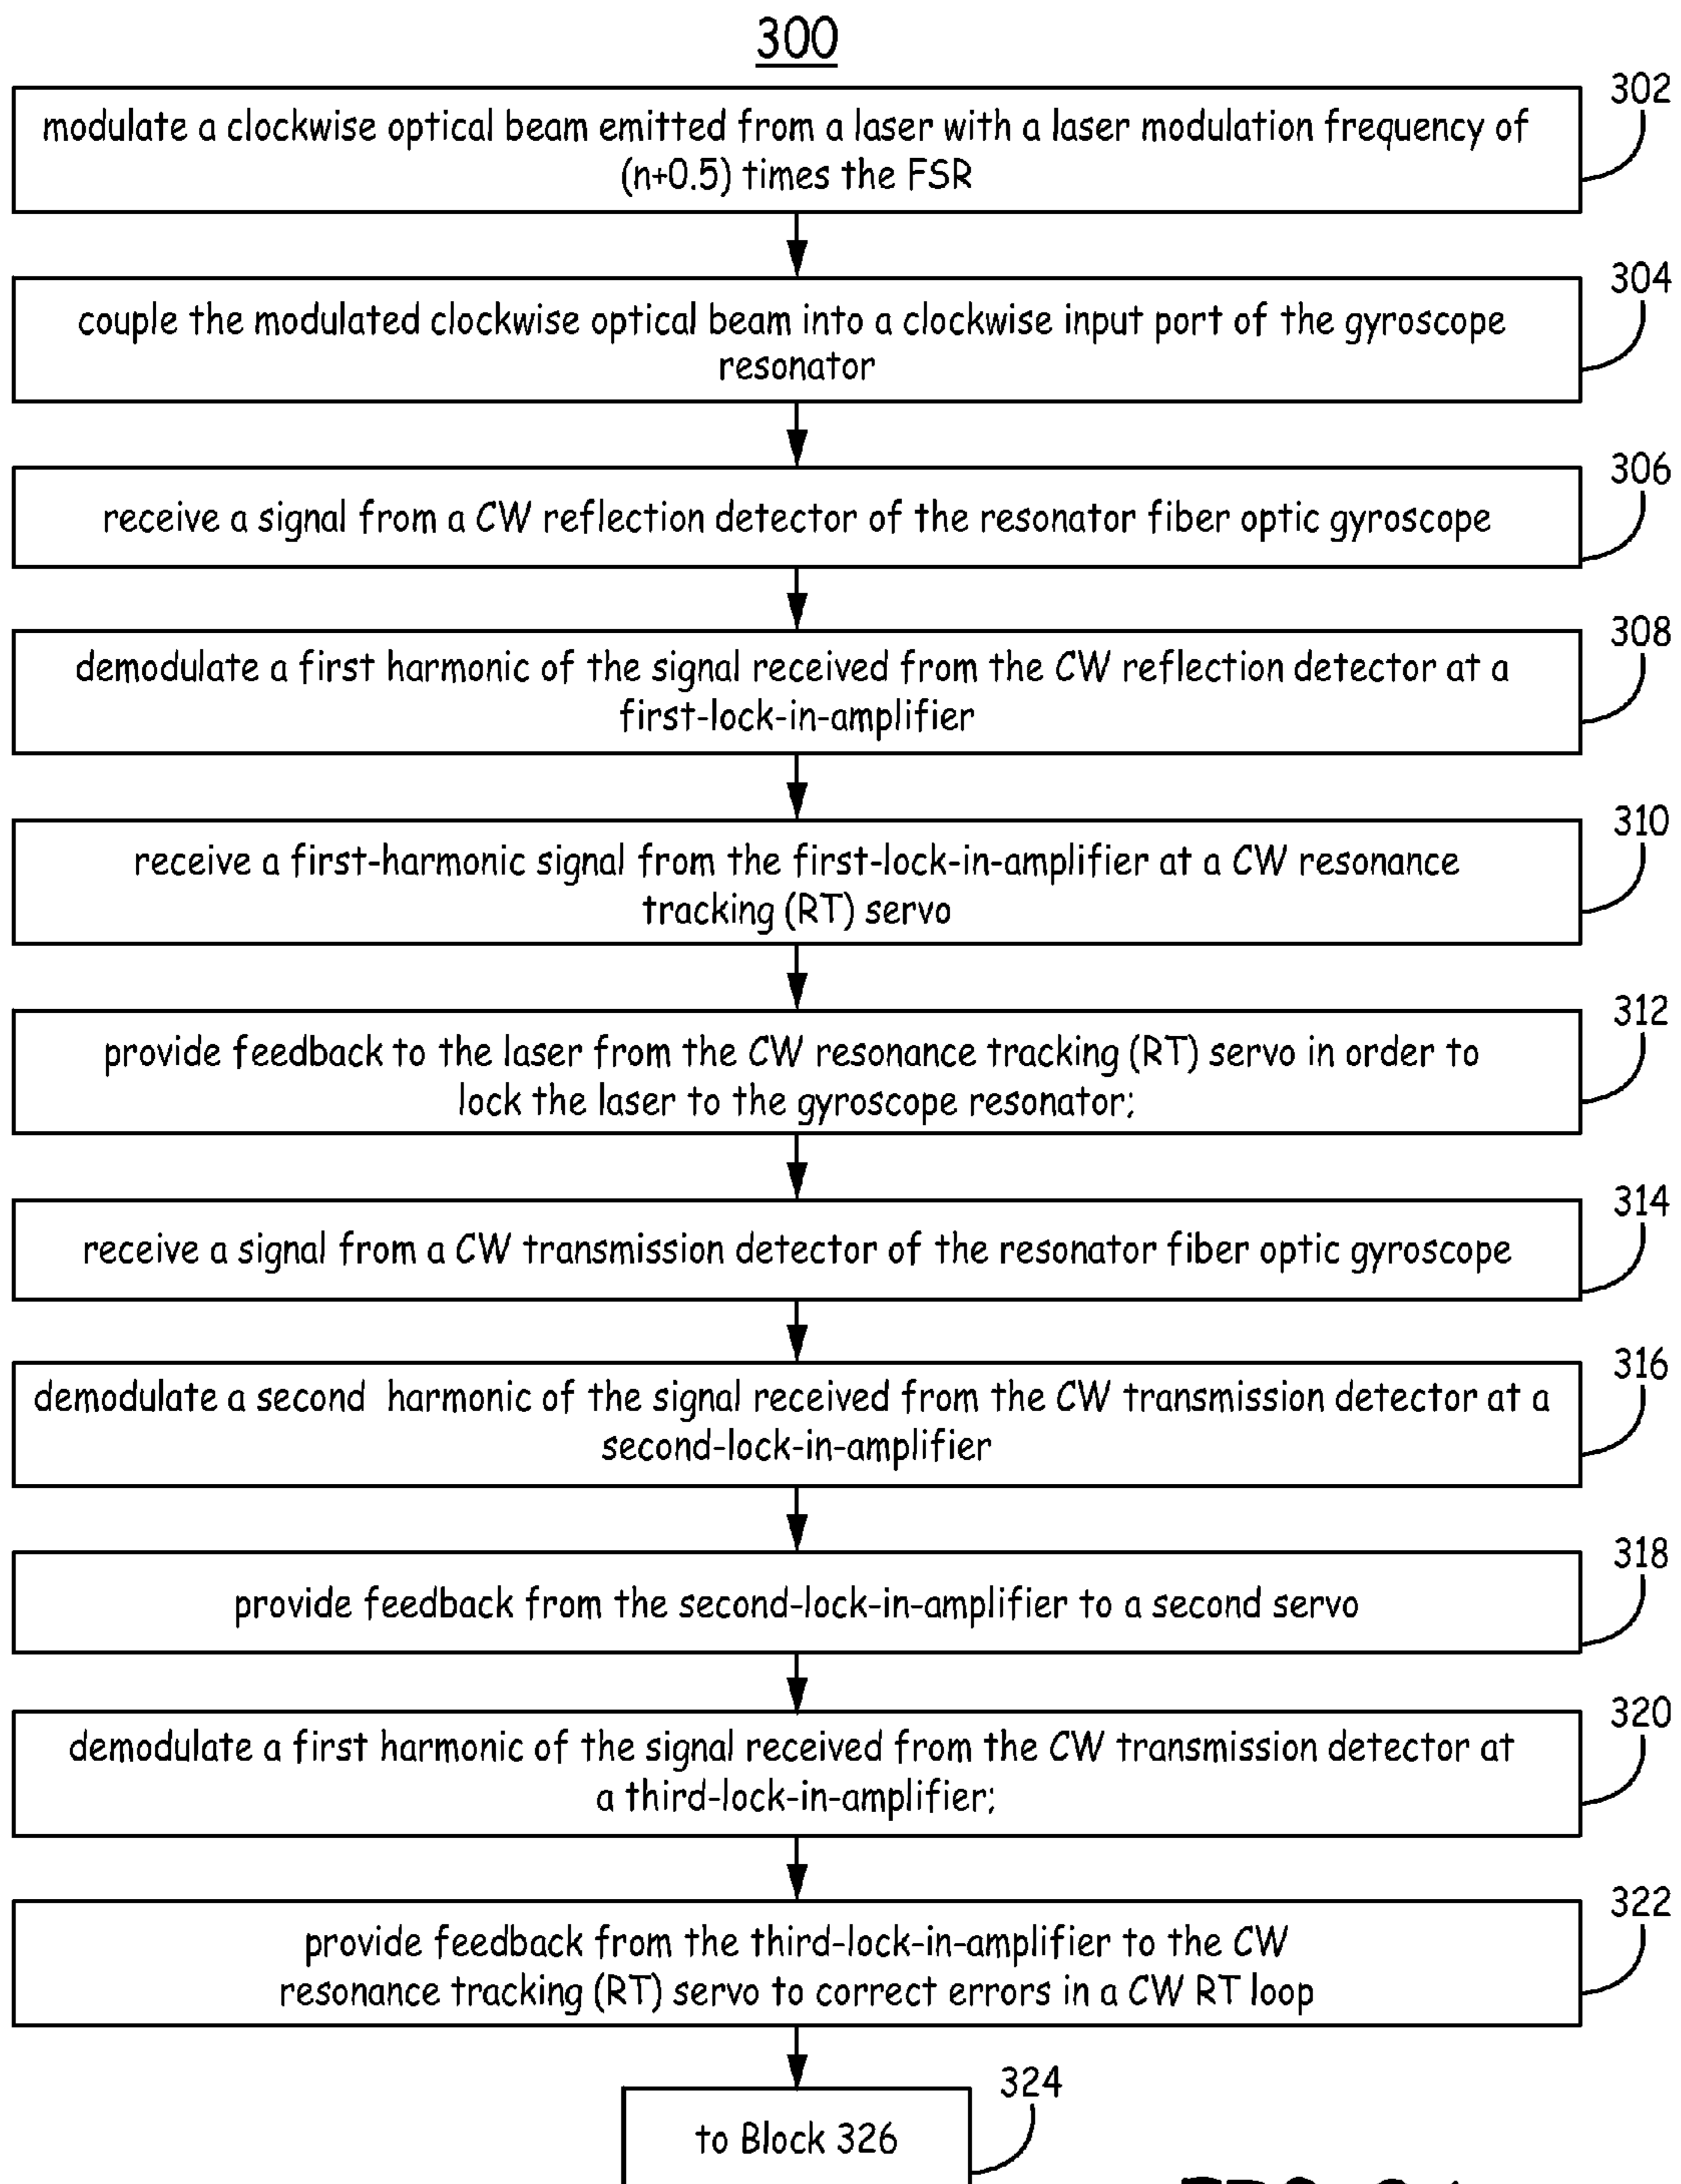 300
302
modulate a clockwise optical beam emitted from a laser with a laser modulation frequency of
(n+0.5) times the FSR
304
couple the modulated clockwise optical beam into a clockwise input port of the gyroscope
resonator
306
receive a signal from a CW reflection detector of the resonator fiber optic gyroscope
308
demodulate a first harmonic of the signal received from the CW reflection detector at a
first-lock-in-amplifier
310
receive a first-harmonic signal from the first-lock-in-amplifier at a CW resonance
tracking (RT) servo
312
provide feedback to the laser from the CW resonance tracking (RT) servo in order to
lock the laser to the gyroscope resonator;
314
receive a signal from a CW transmission detector of the resonator fiber optic gyroscope
316
demodulate a second harmonic of the signal received from the CW transmission detector at a
second-lock-in-amplifier
318
provide feedback from the second-lock-in-amplifier to a second servo
320
demodulate a first harmonic of the signal received from the CW transmission detector at
a third-lock-in-amplifier;
322
provide feedback from the third-lock-in-amplifier to the CW
resonance tracking (RT) servo to correct errors in a CW RT loop
324
to Block 326